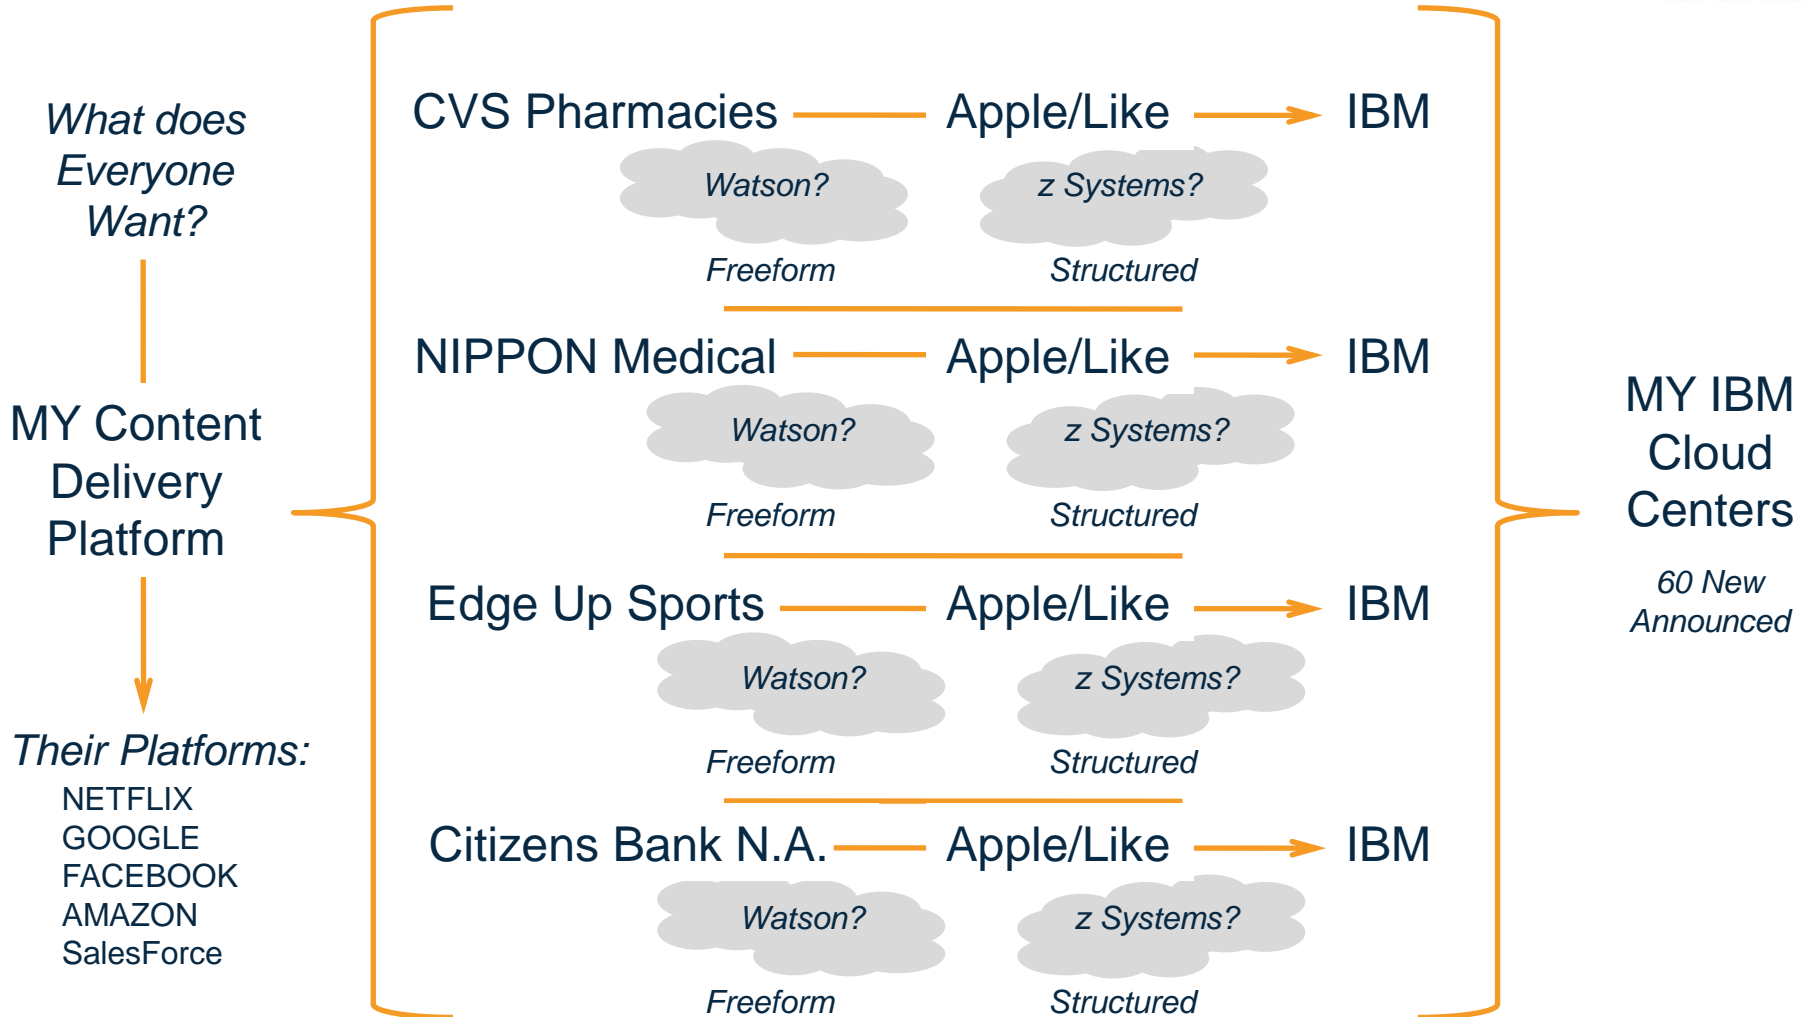 What does
Everyone
Want?
MY Content
Delivery
Platform
Their Platforms:
NETFLIX
GOOGLE
FACEBOOK
AMAZON
SalesForce
CVS Pharmacies Apple/Like IBM
Watson? z Systems?
Freeform Structured
NIPPON Medical Apple/Like IBM
Watson? z Systems?
Freeform Structured
Edge Up Sports Apple/Like IBM
Watson? z Systems?
Freeform Structured
Citizens Bank N.A. Apple/Like IBM
Watson? z Systems?
Freeform Structured
MY IBM
Cloud
Centers
60 New
Announced